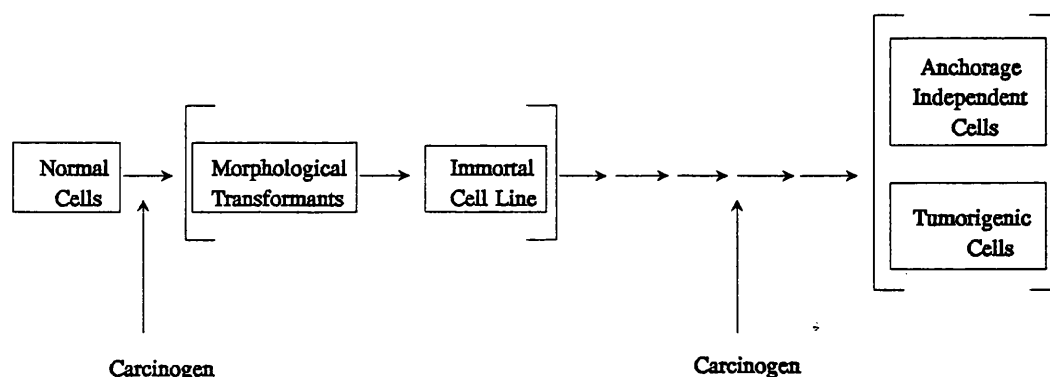 Normal
Cells
Morphological
Transformants
Immortal
Cell Line
Anchorage
Independent
Cells
Tumorigenic
Cells
Carcinogen
Carcinogen